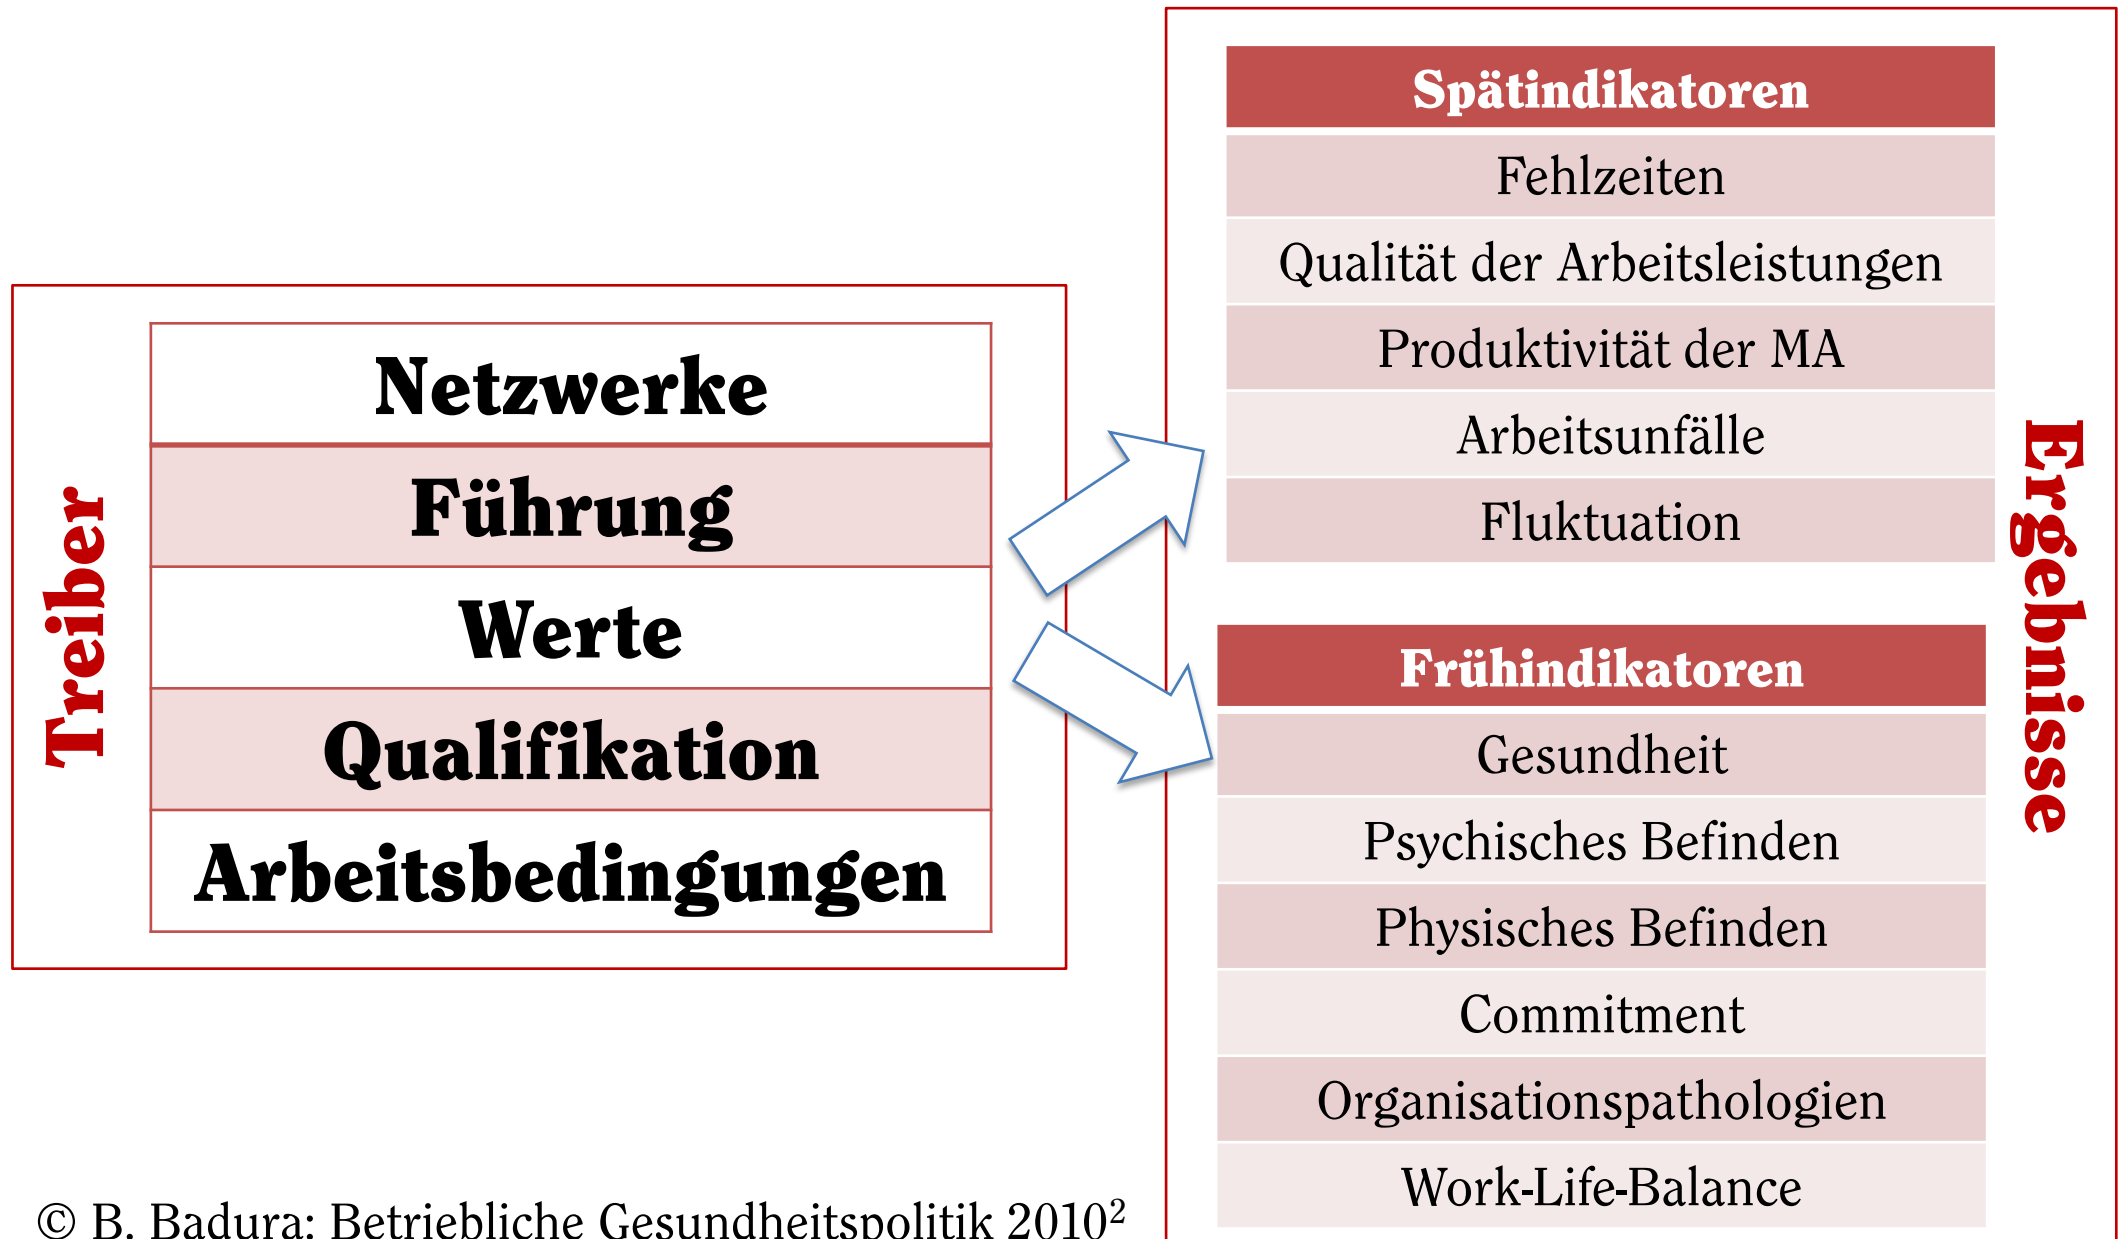 Treiber
Netzwerke
Führung
Werte
Qualifikation
Arbeitsbedingungen
Spätindikatoren
Fehlzeiten
Qualität der Arbeitsleistungen
Produktivität der MA
Arbeitsunfälle
Fluktuation
Frühindikatoren
Gesundheit
Psychisches Befinden
Physisches Befinden
Commitment
Organisationspathologien
Work-Life-Balance
Ergebnisse
© B. Badura: Betriebliche Gesundheitspolitik 2010²